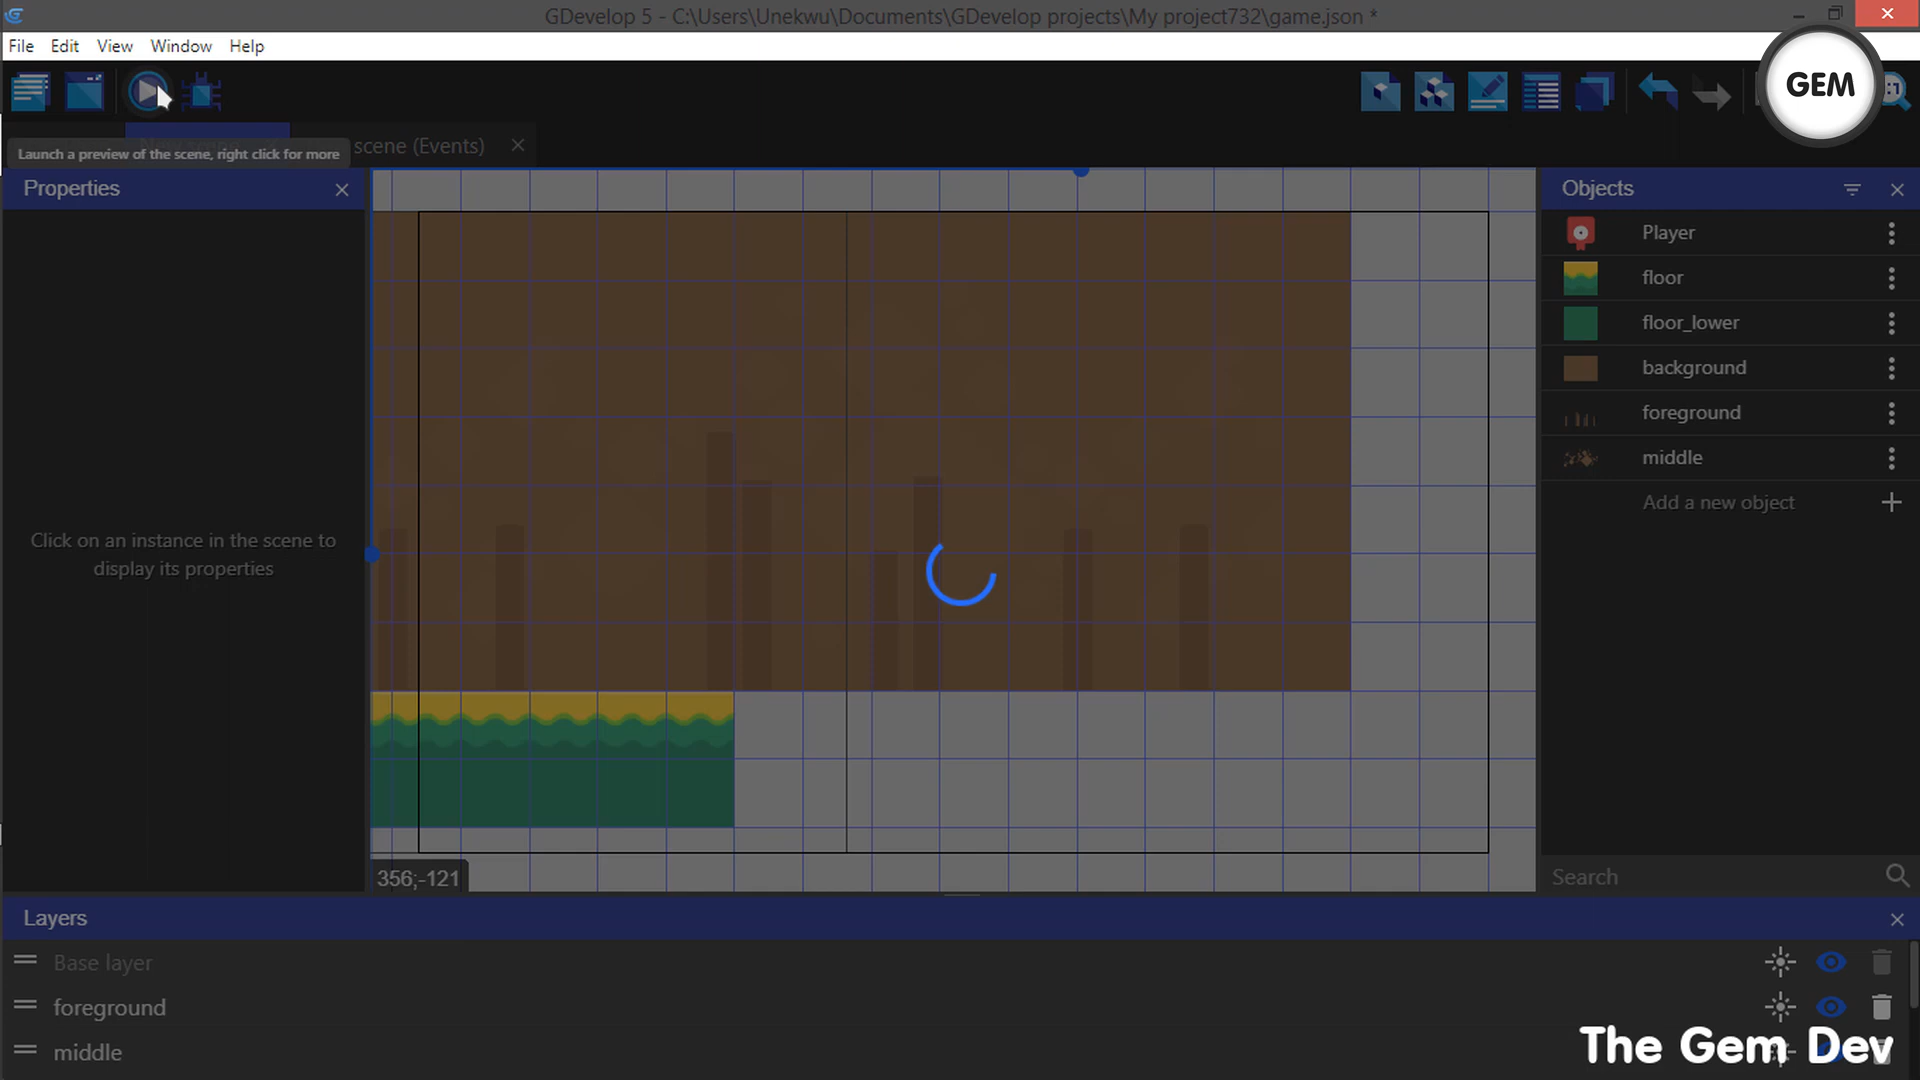 GDevelop 5 - C:\Users\Unekwu\Documents\GDevelop projects\My project732\game.json *
File Edit View Window Help
GEM
scene (Events)
Launch a preview of the scene, right click for more
Properties
Objects
Player
floor
floor_lower
background
foreground
middle
Add a new object
Click on an instance in the scene to
display its properties
356;-121
Search
Layers
Base layer
foreground
middle
The Gem Dev